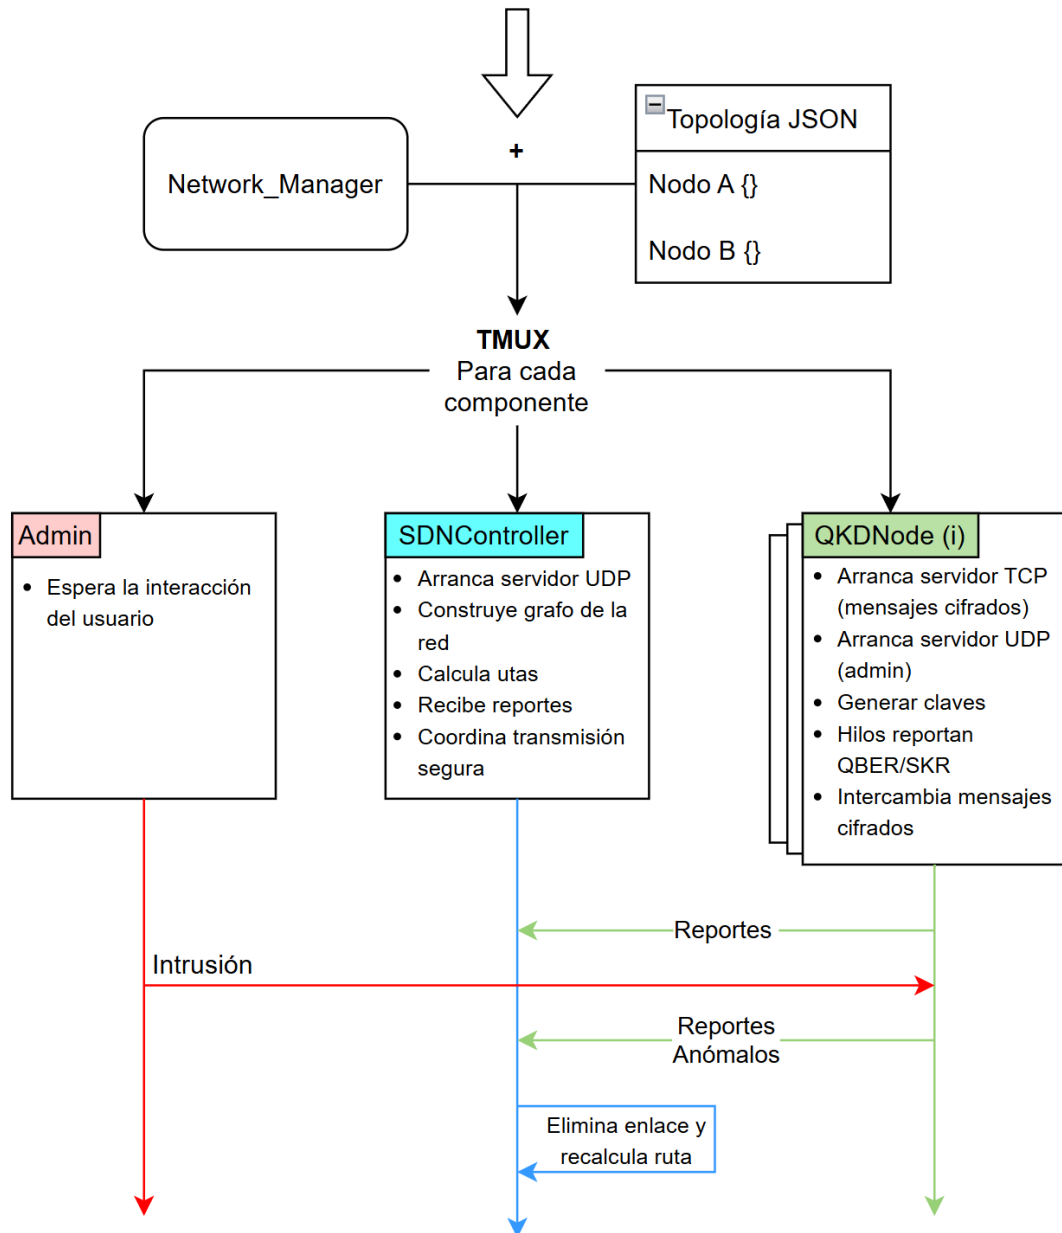 +
Network_Manager
Topología JSON
Nodo A {}
Nodo B {}
TMUX
Para cada
componente
Admin
• Espera la interacción
del usuario
SDNController
• Arranca servidor UDP
• Construye grafo de la
red
• Calcula utas
• Recibe reportes
• Coordina transmisión
segura
QKDNode (i)
• Arranca servidor TCP
(mensajes cifrados)
• Arranca servidor UDP
(admin)
• Generar claves
• Hilos reportan
QBER/SKR
• Intercambia mensajes
cifrados
Reportes
Intrusión
Reportes
Anómalos
Elimina enlace y
recalcula ruta